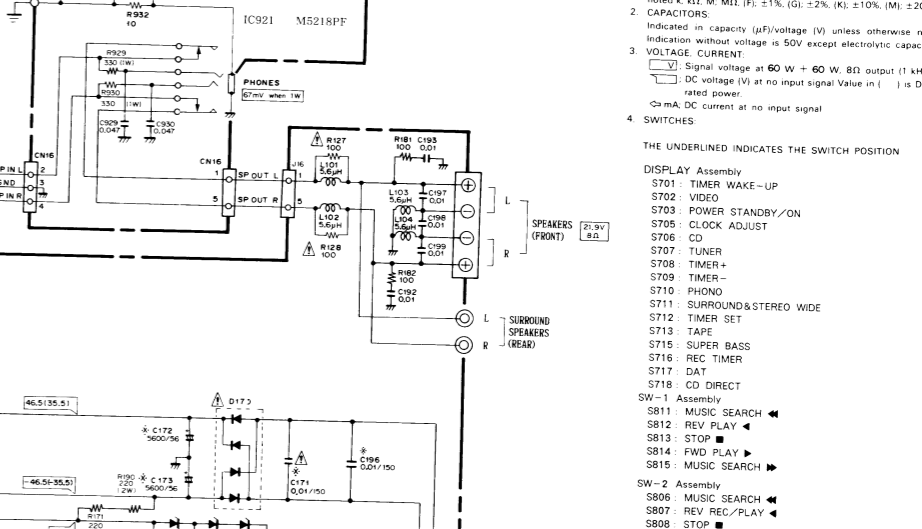 R932
10
IC921 M5218PF
R929
330 (1W)
R930
330 (1W)
PHONES
67mV when 1W
C929
0.047
C930
0.047
CN16
P IN L 2
GND 3
P IN R 4
CN16
1 SP OUT L 1
5 SP OUT R 5
J16
R127
100
L101
5.6μH
L102
5.6μH
R128
100
R181
100
C193
0.01
L103
5.6μH
C197
0.01
L104
5.6μH
C198
0.01
C199
0.01
R182
100
C192
0.01
L
R
SPEAKERS
(FRONT)
21.9V
8Ω
L
R
SURROUND
SPEAKERS
(REAR)
46.5(35.5)
-46.5(-35.5)
※ C172
5600/56
※ C173
5600/56
R190
220
(2W)
R171
220
D170
※
C171
0.01/150
※
C196
0.01/150
noted k, kΩ, M, MΩ, (F); ±1%, (G); ±2%, (K); ±10%, (M); ±20
2. CAPACITORS:
Indicated in capacity (μF)/voltage (V) unless otherwise n
Indication without voltage is 50V except electrolytic capac
3. VOLTAGE, CURRENT:
V : Signal voltage at 60 W + 60 W, 8Ω output (1 kH
: DC voltage (V) at no input signal Value in ( ) is D
rated power.
⇦ mA; DC current at no input signal
4. SWITCHES:
THE UNDERLINED INDICATES THE SWITCH POSITION
DISPLAY Assembly
S701 : TIMER WAKE-UP
S702 : VIDEO
S703 : POWER STANDBY/ON
S705 : CLOCK ADJUST
S706 : CD
S707 : TUNER
S708 : TIMER+
S709 : TIMER-
S710 : PHONO
S711 : SURROUND&STEREO WIDE
S712 : TIMER SET
S713 : TAPE
S715 : SUPER BASS
S716 : REC TIMER
S717 : DAT
S718 : CD DIRECT
SW-1 Assembly
S811 : MUSIC SEARCH ◀◀
S812 : REV PLAY ◀
S813 : STOP ■
S814 : FWD PLAY ▶
S815 : MUSIC SEARCH ▶▶
SW-2 Assembly
S806 : MUSIC SEARCH ◀◀
S807 : REV REC/PLAY ◀
S808 : STOP ■